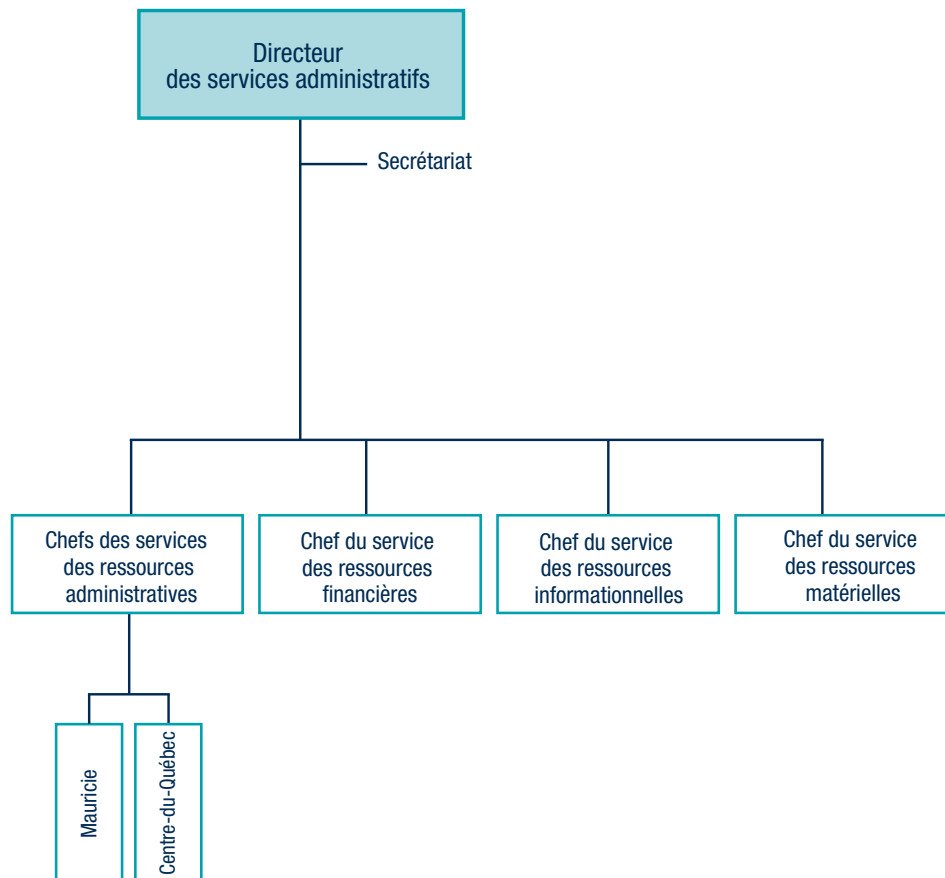 Directeur
des services administratifs
Secrétariat
Chefs des services
des ressources
administratives
Chef du service
des ressources
financières
Chef du service
des ressources
informationnelles
Chef du service
des ressources
matérielles
Mauricie
Centre-du-Québec